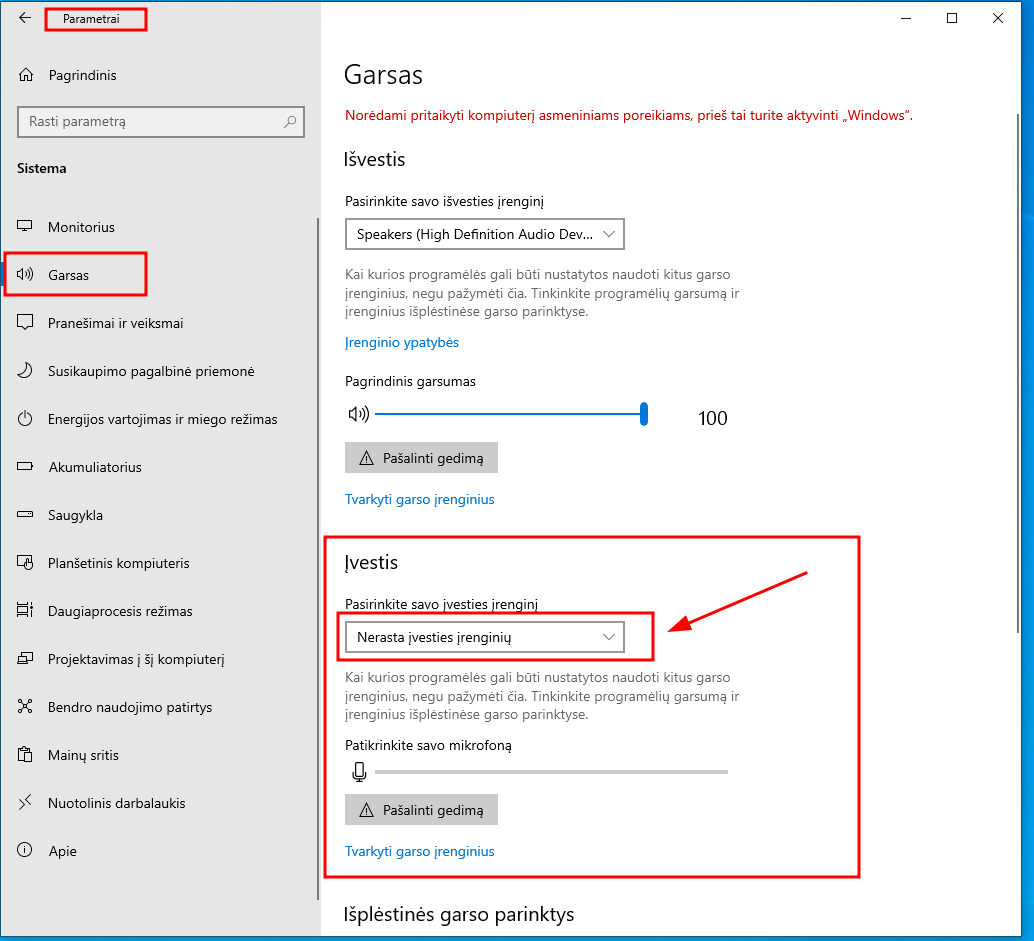 Parametrai
Pagrindinis
Rasti parametrą
Sistema
Monitorius
Garsas
Pranešimai ir veiksmai
Susikaupimo pagalbinė priemonė
Energijos vartojimas ir miego režimas
Akumuliatorius
Saugykla
Planšetinis kompiuteris
Daugiaprocesis režimas
Projektavimas į šį kompiuterį
Bendro naudojimo patirtys
Mainų sritis
Nuotolinis darbalaukis
Apie
Garsas
Norėdami pritaikyti kompiuterį asmeniniams poreikiams, prieš tai turite aktyvinti „Windows“.
Išvestis
Pasirinkite savo išvesties įrenginį
Speakers (High Definition Audio Dev...
Kai kurios programėlės gali būti nustatytos naudoti kitus garso
įrenginius, negu pažymėti čia. Tinkinkite programėlių garsumą ir
įrenginius išplėstinėse garso parinktyse.
Įrenginio ypatybės
Pagrindinis garsumas
100
Pašalinti gedimą
Tvarkyti garso įrenginius
Įvestis
Pasirinkite savo įvesties įrenginį
Nerasta įvesties įrenginių
Kai kurios programėlės gali būti nustatytos naudoti kitus garso
įrenginius, negu pažymėti čia. Tinkinkite programėlių garsumą ir
įrenginius išplėstinėse garso parinktyse.
Patikrinkite savo mikrofoną
Pašalinti gedimą
Tvarkyti garso įrenginius
Išplėstinės garso parinktys